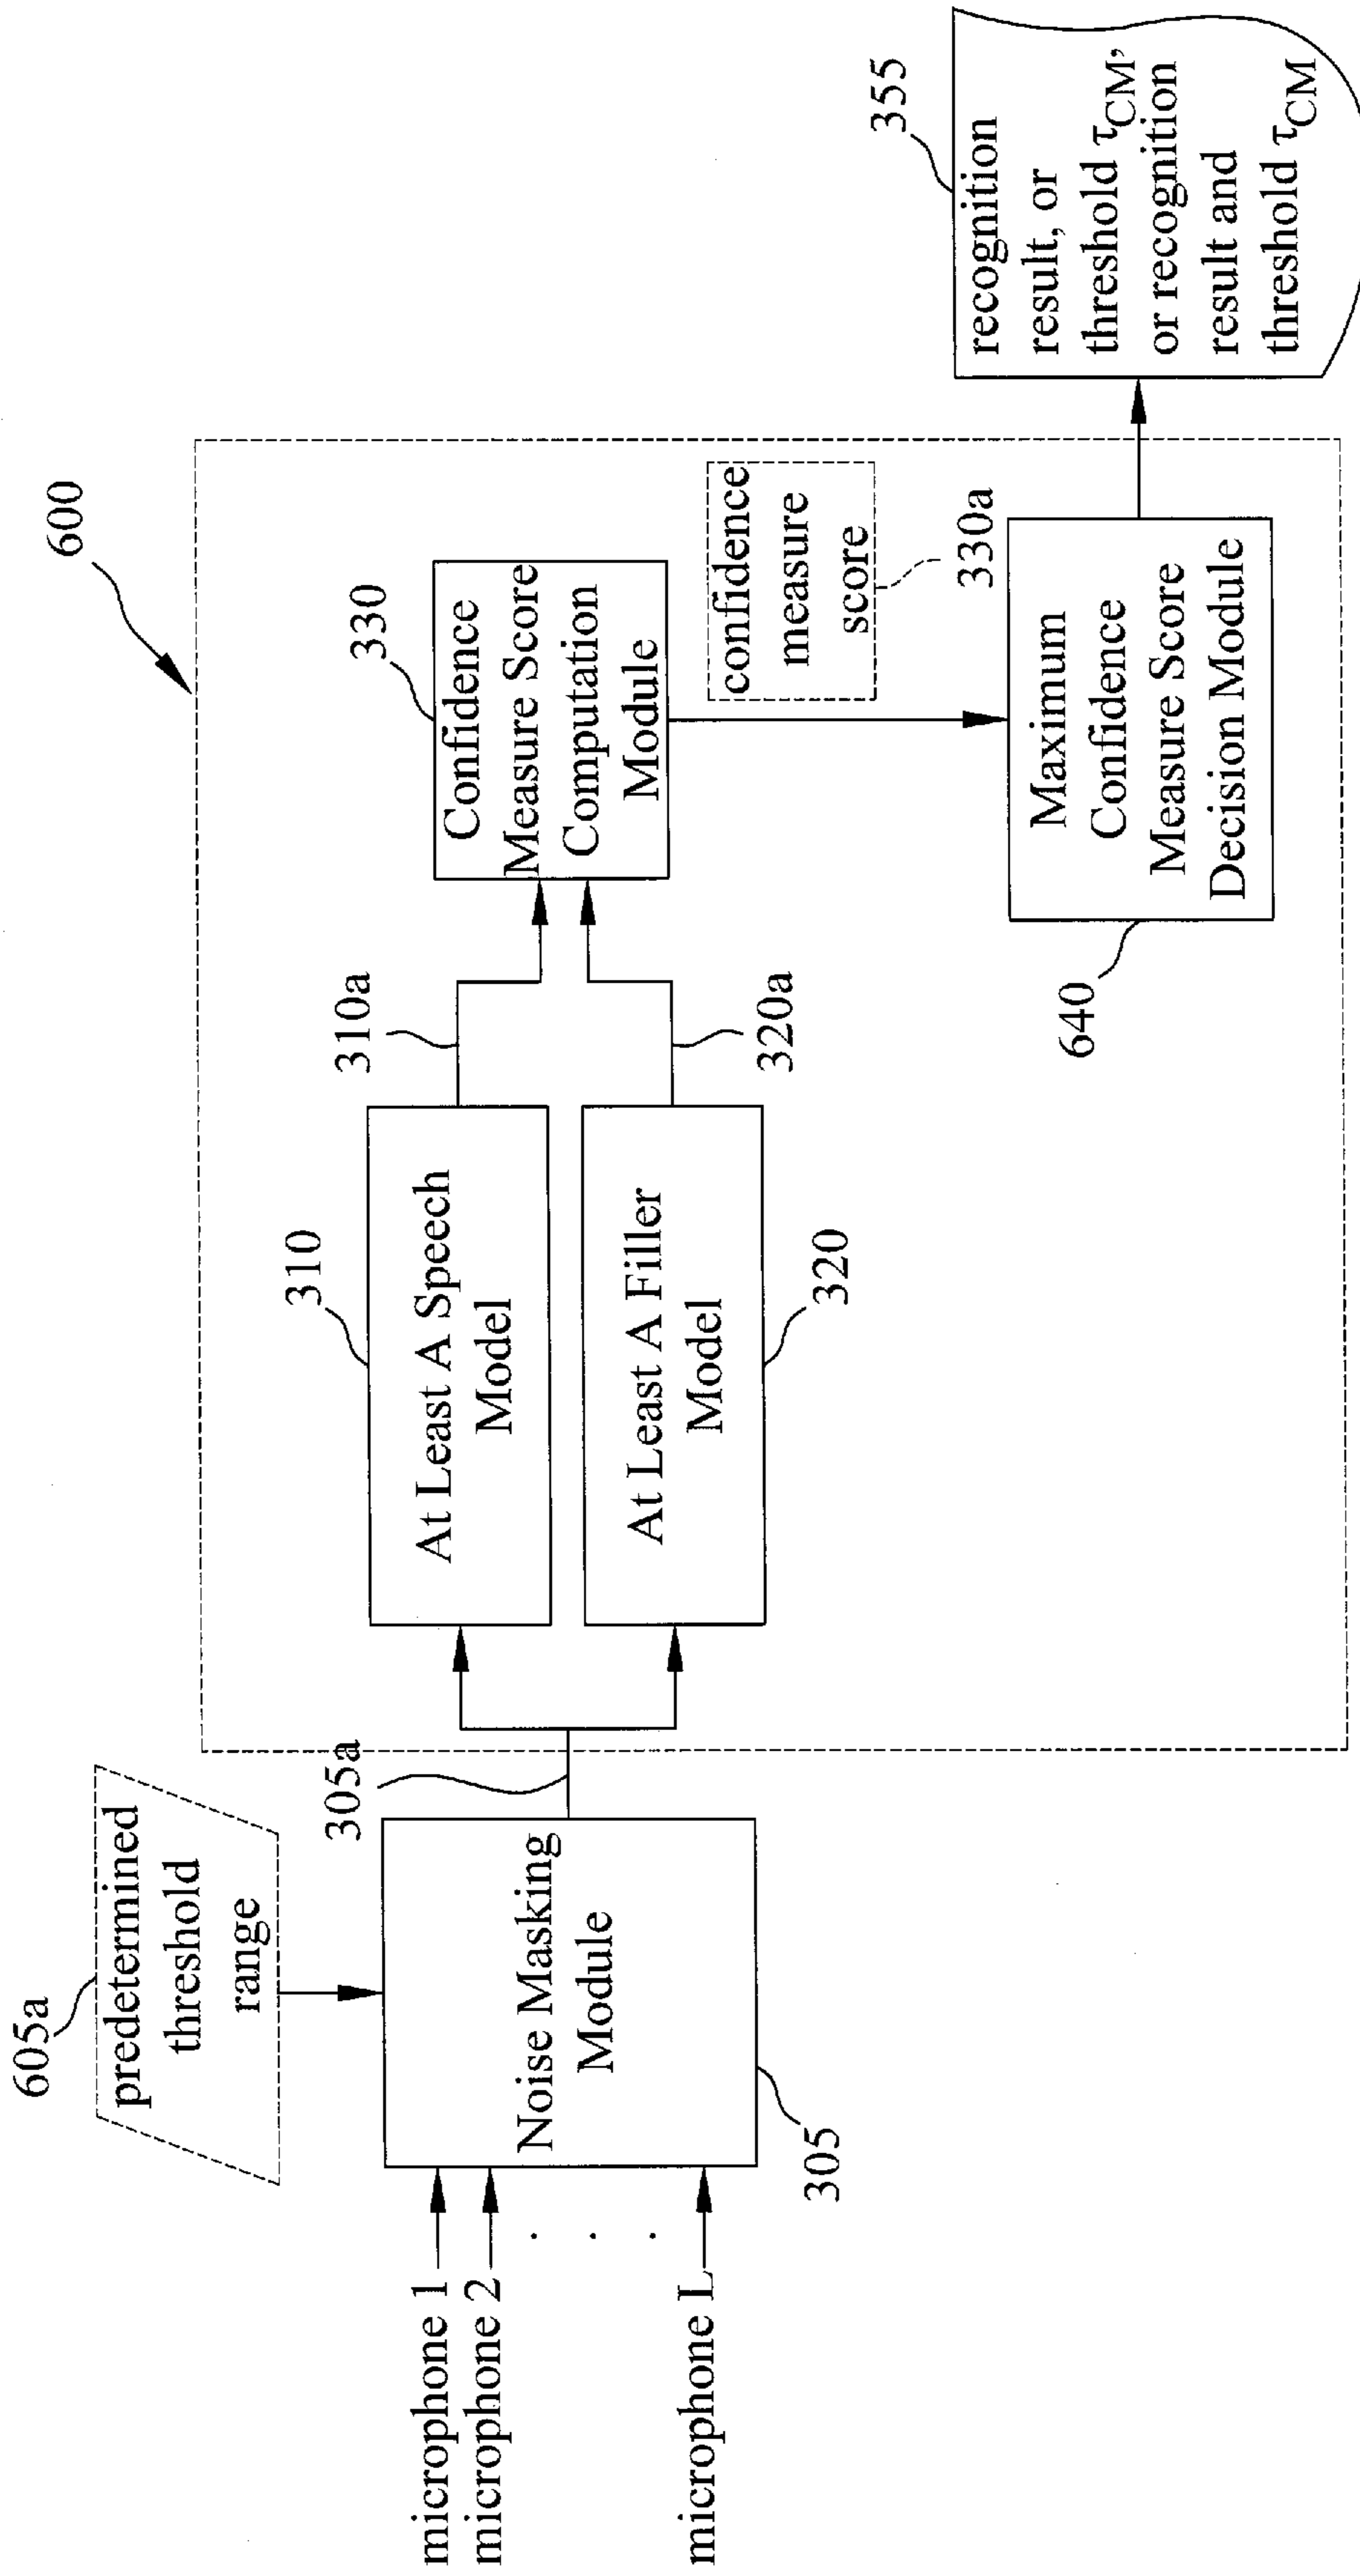 600
605a
predetermined
threshold
range
microphone 1
microphone 2
microphone L
Noise Masking
Module
305
305a
310
At Least A Speech
Model
310a
At Least A Filler
Model
320
320a
330
Confidence
Measure Score
Computation
Module
confidence
measure
score
330a
Maximum
Confidence
Measure Score
Decision Module
640
355
recognition
result, or
threshold τCM,
or recognition
result and
threshold τCM